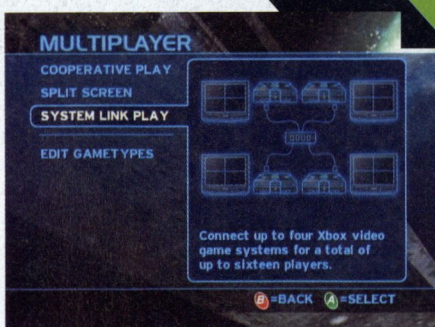 MULTIPLAYER
COOPERATIVE PLAY
SPLIT SCREEN
SYSTEM LINK PLAY
EDIT GAMETYPES
Connect up to four Xbox video
game systems for a total of
up to sixteen players.
B=BACK A=SELECT